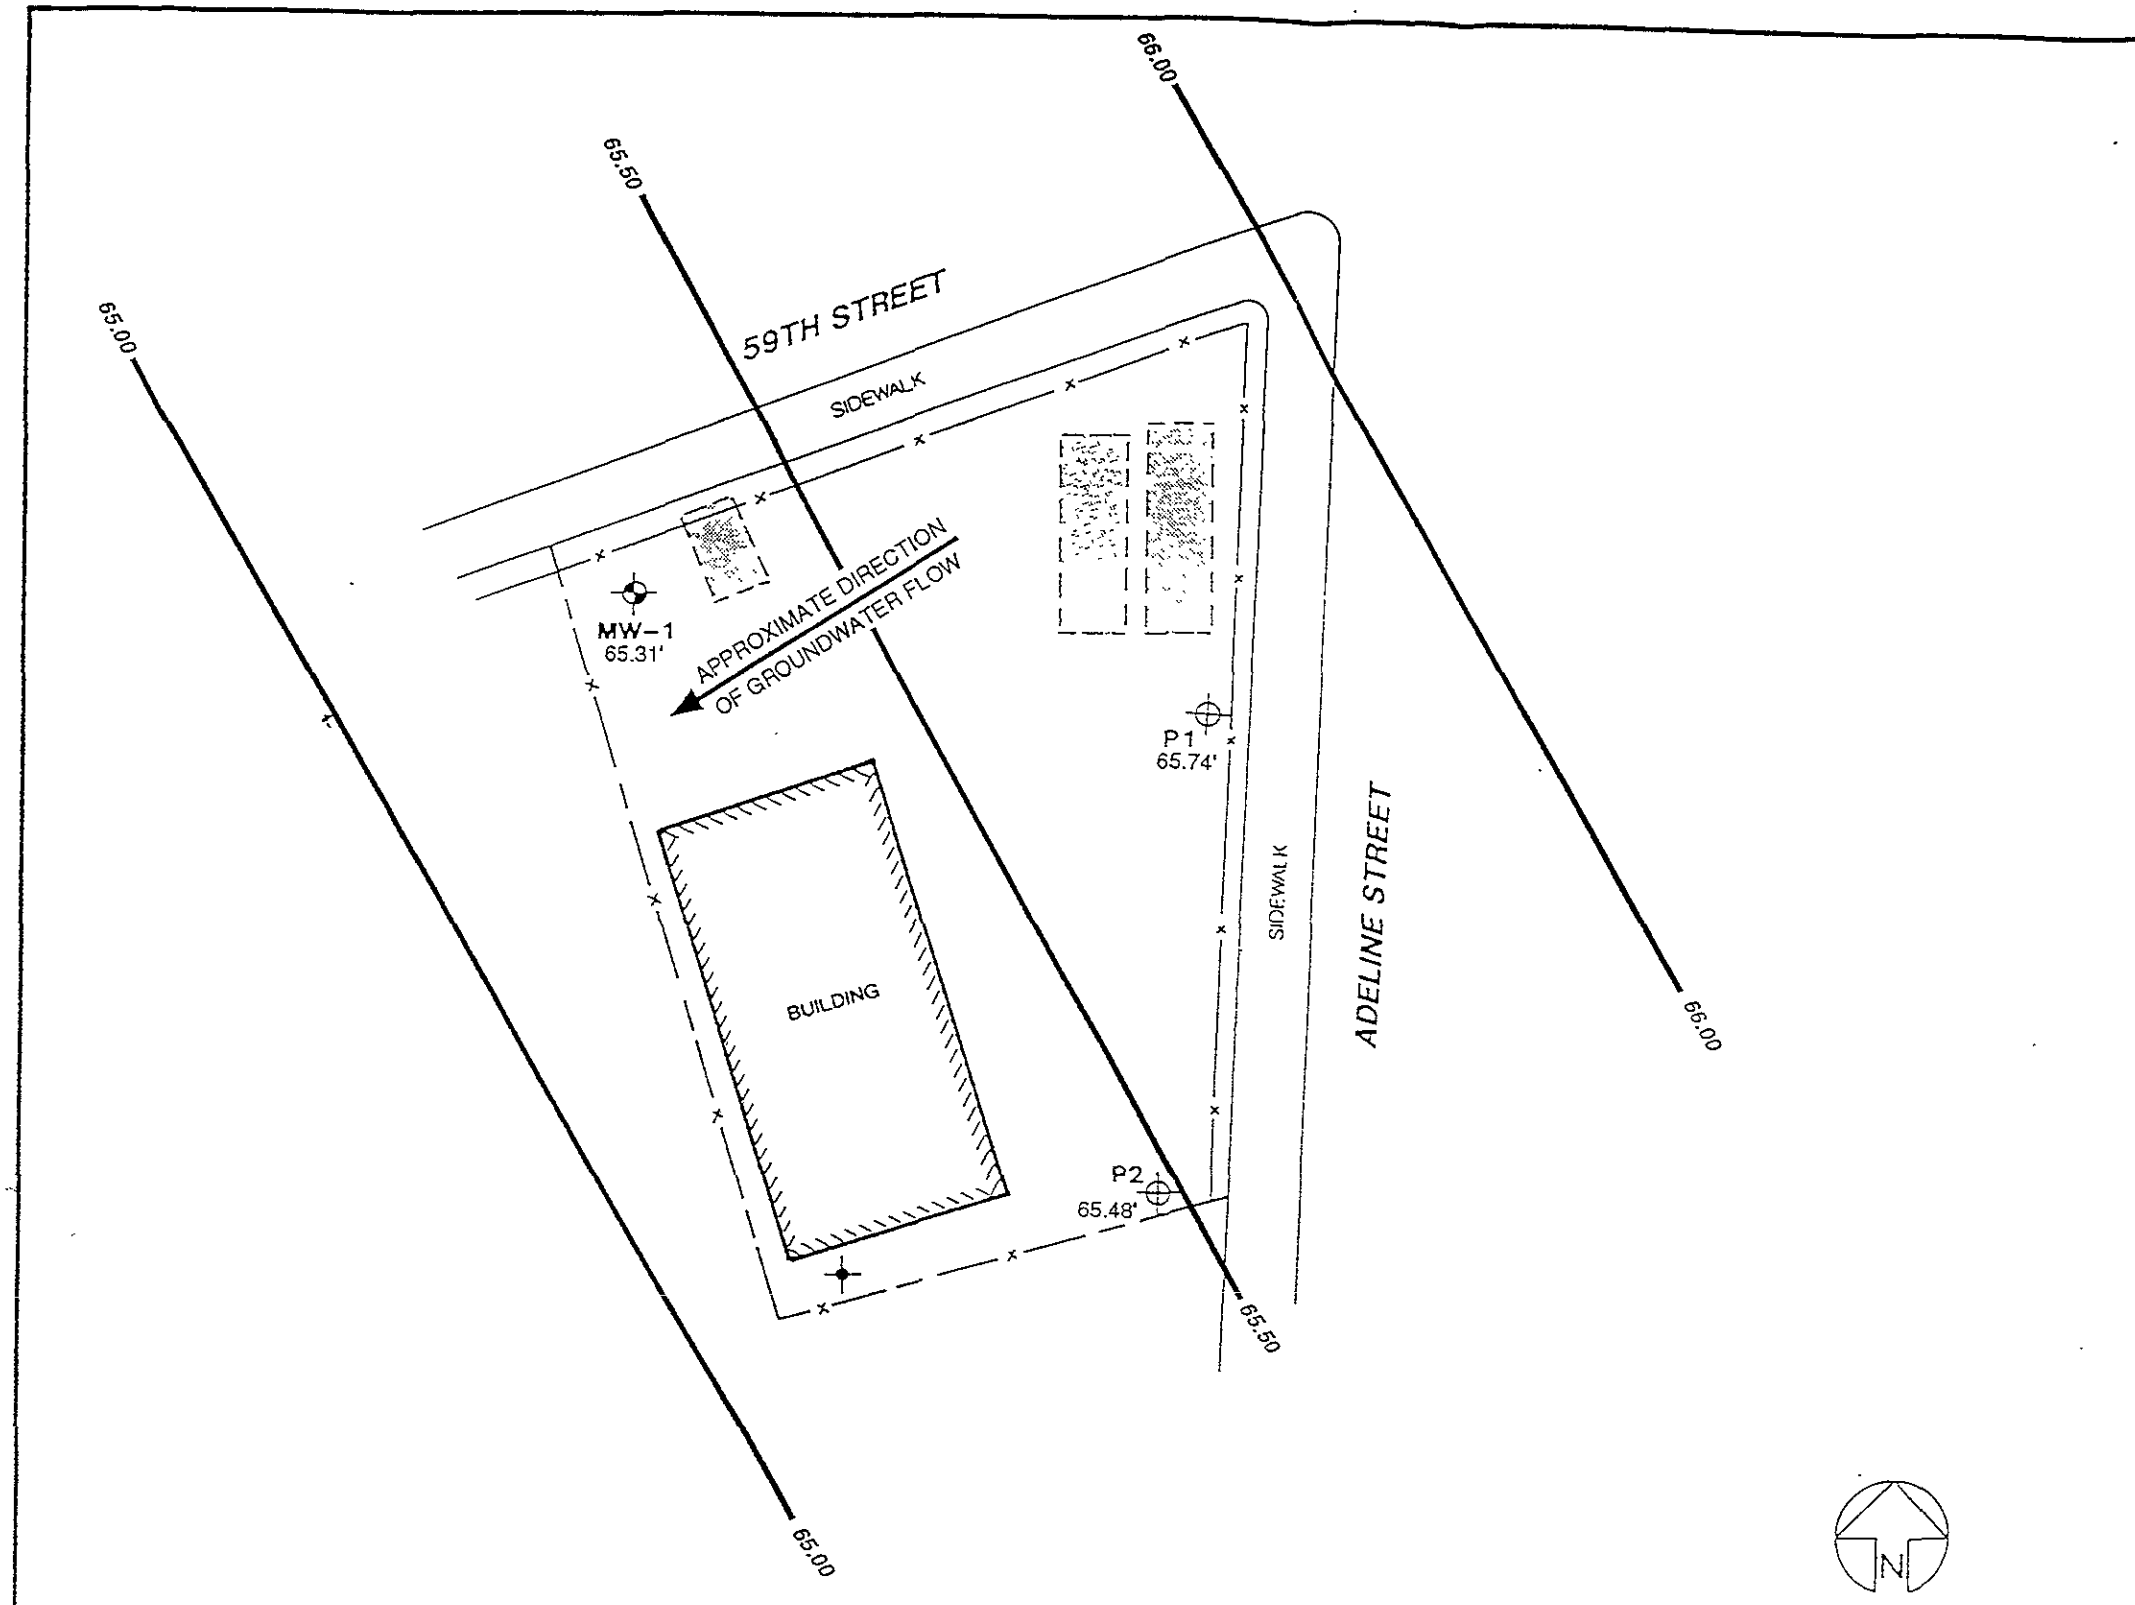 66.00
65.50
65.00
59TH STREET
SIDEWALK
APPROXIMATE DIRECTION
OF GROUNDWATER FLOW
MW-1
65.31'
P1
65.74'
SIDEWALK
ADELINE STREET
BUILDING
66.00
P2
65.48'
65.50
65.00
N